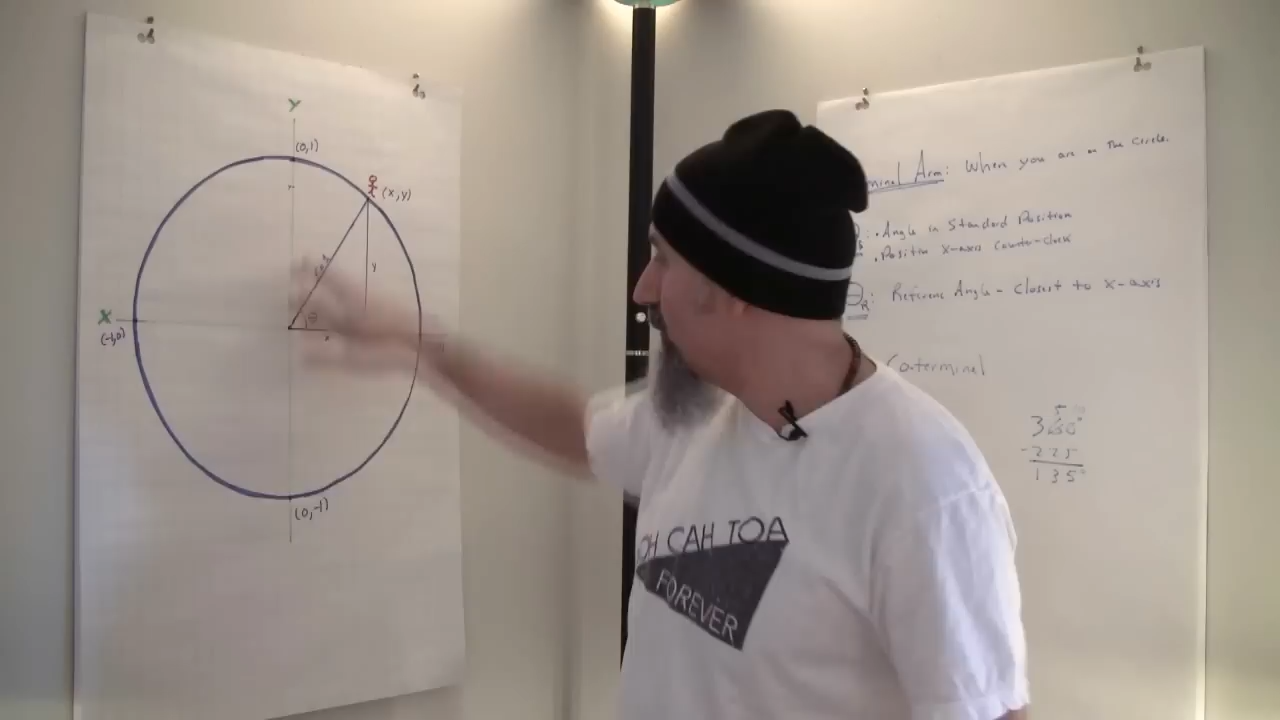 Y
(0,1)
(x,y)
y
θ
x
X
(-1,0)
(0,-1)
minal Arm: When you are on the circle.
: . Angle in Standard Position
. Positive x-axis counter-clock
θR: Reference Angle - Closest to x-axis
Coterminal
360°
-225
135°
OH CAH TOA
FOREVER